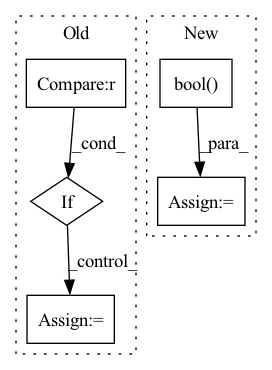 Old
New
Compare:r
bool()
_cond_
_para_
If
Assign:=
_control_
Assign:=